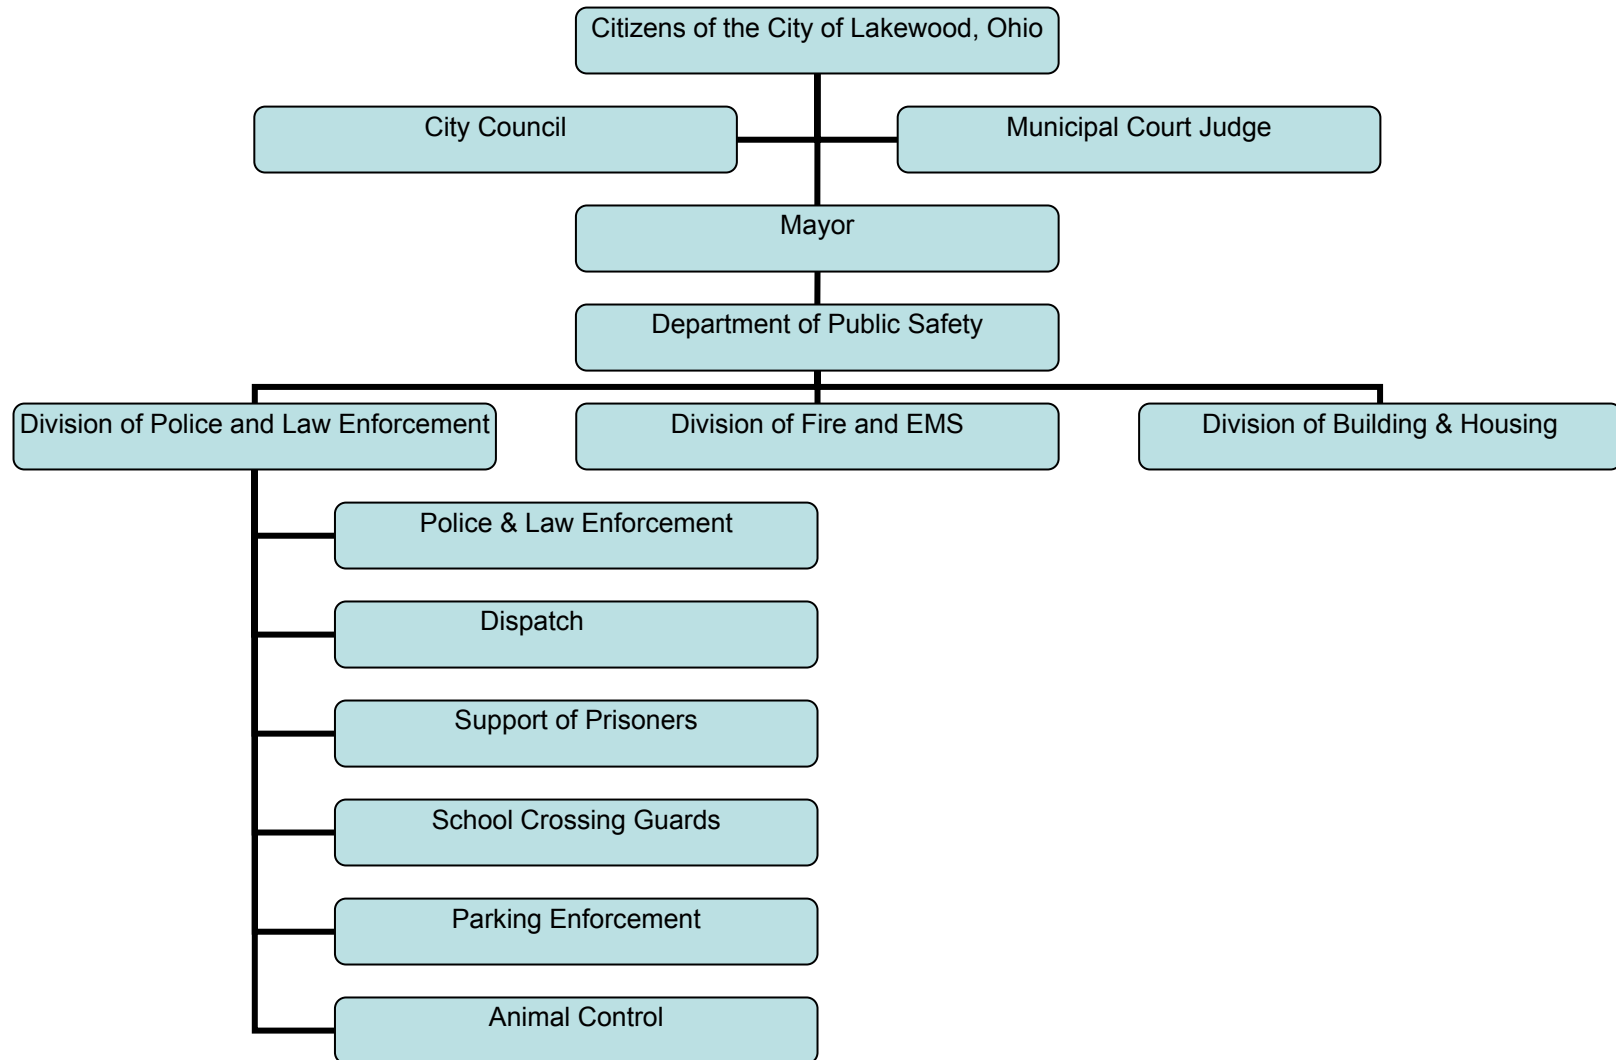 Citizens of the City of Lakewood, Ohio
City Council
Municipal Court Judge
Mayor
Department of Public Safety
Division of Police and Law Enforcement
Division of Fire and EMS
Division of Building & Housing
Police & Law Enforcement
Dispatch
Support of Prisoners
School Crossing Guards
Parking Enforcement
Animal Control